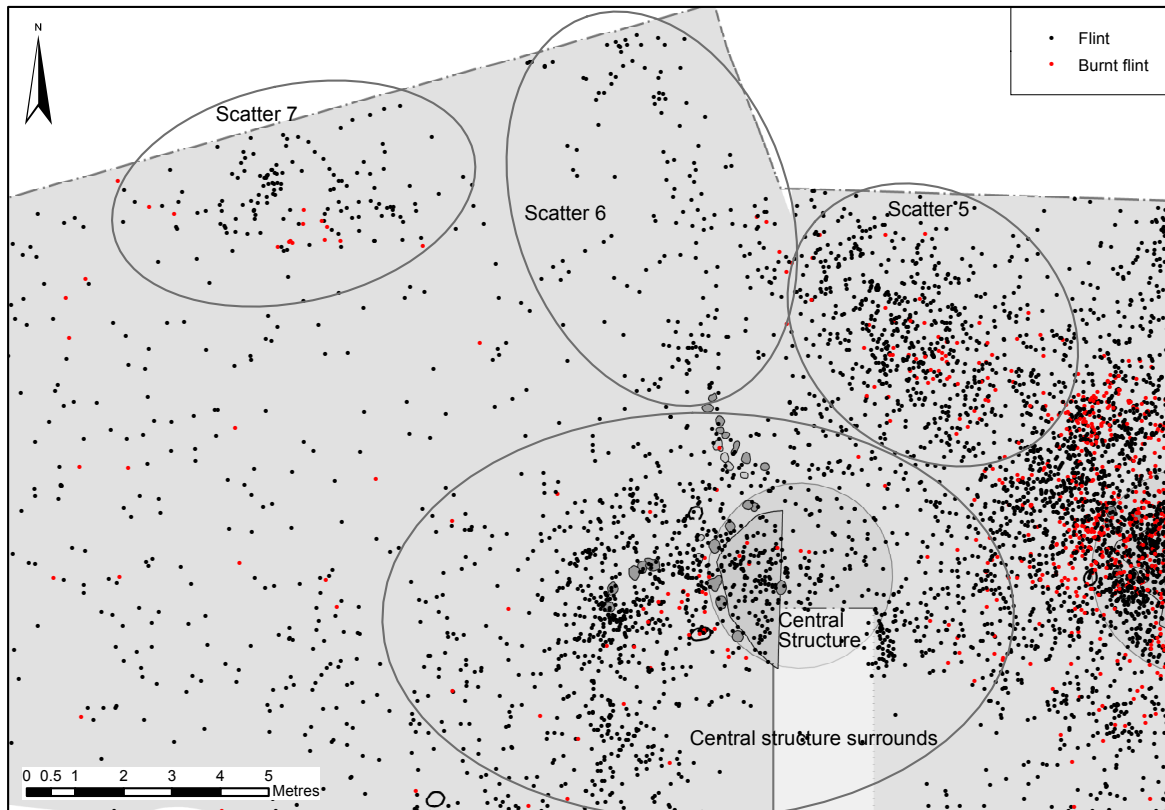 N
Flint
Burnt flint
Scatter 7
Scatter 6
Scatter 5
Central
Structure
Central structure surrounds
0 0.5 1 2 3 4 5
Metres